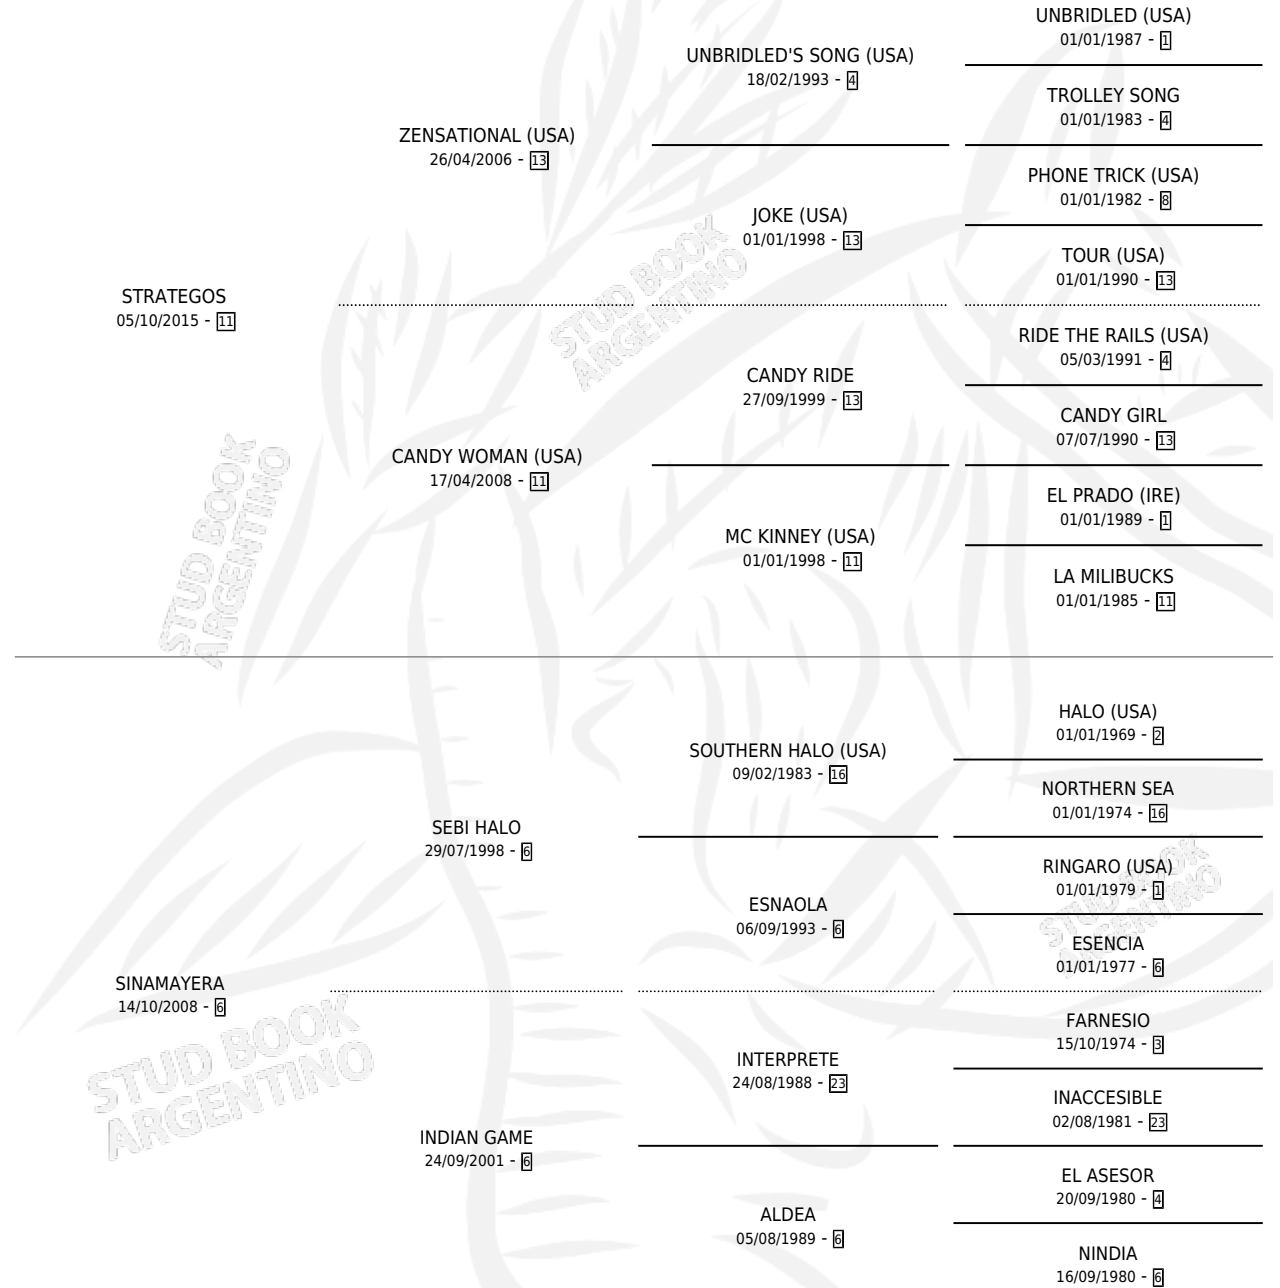 UNBRIDLED (USA)
01/01/1987 - 1
UNBRIDLED'S SONG (USA)
18/02/1993 - 4
TROLLEY SONG
01/01/1983 - 4
ZENSATIONAL (USA)
26/04/2006 - 13
PHONE TRICK (USA)
01/01/1982 - 8
JOKE (USA)
01/01/1998 - 13
TOUR (USA)
01/01/1990 - 13
STRATEGOS
05/10/2015 - 11
RIDE THE RAILS (USA)
05/03/1991 - 4
CANDY RIDE
27/09/1999 - 13
CANDY GIRL
07/07/1990 - 13
CANDY WOMAN (USA)
17/04/2008 - 11
EL PRADO (IRE)
01/01/1989 - 1
MC KINNEY (USA)
01/01/1998 - 11
LA MILIBUCKS
01/01/1985 - 11
HALO (USA)
01/01/1969 - 2
SOUTHERN HALO (USA)
09/02/1983 - 16
NORTHERN SEA
01/01/1974 - 16
SEBI HALO
29/07/1998 - 6
RINGARO (USA)
01/01/1979 - 1
ESNAOLA
06/09/1993 - 6
ESENCIA
01/01/1977 - 6
SINAMAYERA
14/10/2008 - 6
FARNESIO
15/10/1974 - 3
INTERPRETE
24/08/1988 - 23
INACCESIBLE
02/08/1981 - 23
INDIAN GAME
24/09/2001 - 6
EL ASESOR
20/09/1980 - 4
ALDEA
05/08/1989 - 6
NINDIA
16/09/1980 - 6
STUD BOOK
ARGENTINO
STUD BOOK
ARGENTINO
STUD BOOK
ARGENTINO
STUD BOOK
ARGENTINO